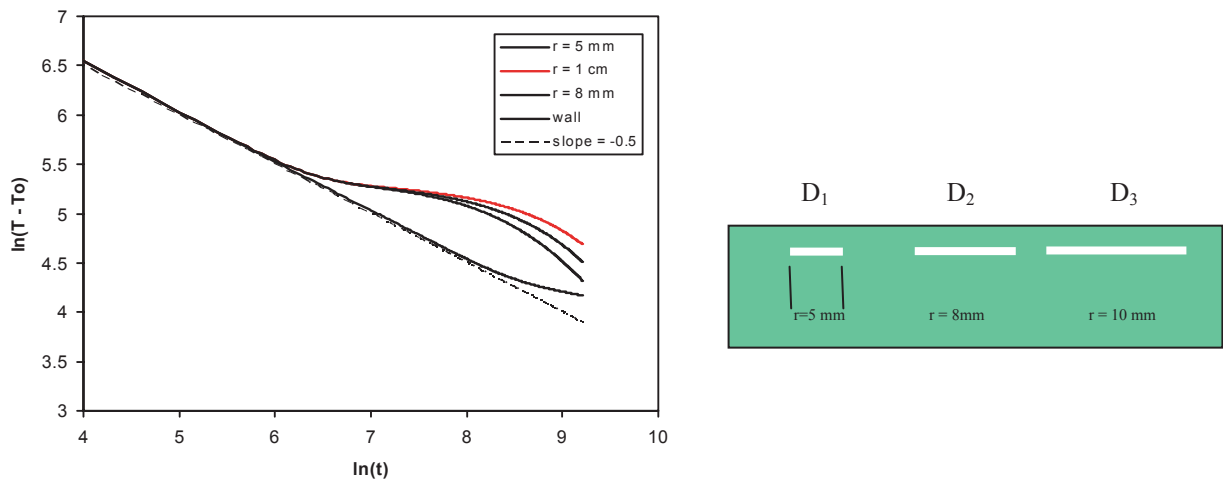 7
6.5
6
5.5
5
4.5
4
3.5
3
ln(T - To)
4 5 6 7 8 9 10
ln(t)
r = 5 mm
r = 1 cm
r = 8 mm
wall
slope = -0.5
D1 D2 D3
r=5 mm r = 8mm r = 10 mm